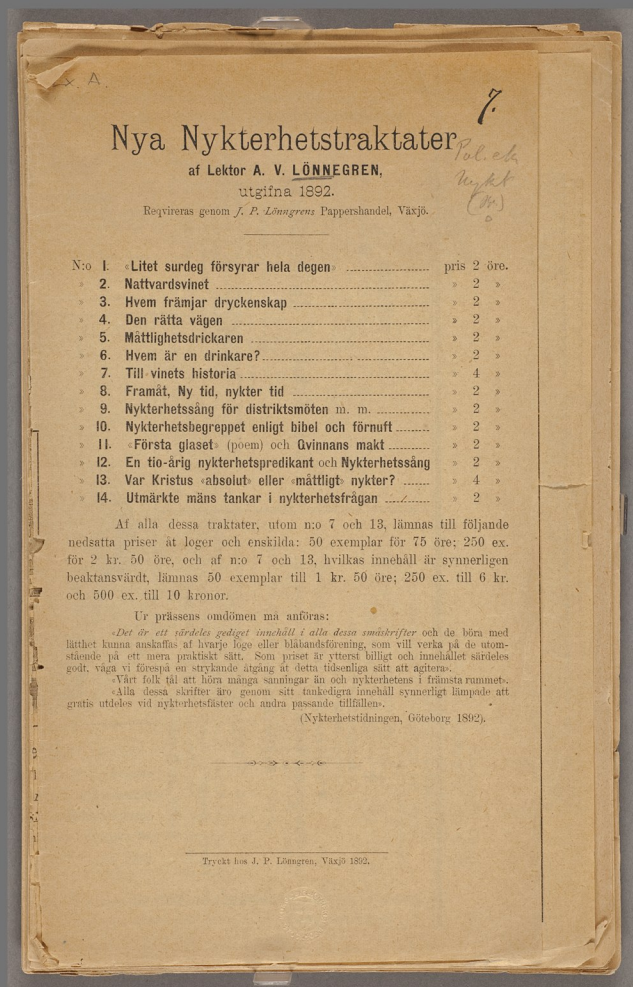 x. A.
7.
Nya Nykterhetstraktater
af Lektor A. V. LÖNNEGREN,
utgifna 1892.
Reqvireras genom J. P. Lönngrens Pappershandel, Växjö.
N:o 1. «Litet surdeg försyrar hela degen» pris 2 öre.
» 2. Nattvardsvinet » 2 »
» 3. Hvem främjar dryckenskap » 2 »
» 4. Den rätta vägen » 2 »
» 5. Måttlighetsdrickaren » 2 »
» 6. Hvem är en drinkare? » 2 »
» 7. Till vinets historia » 4 »
» 8. Framåt, Ny tid, nykter tid » 2 »
» 9. Nykterhetssång för distriktsmöten m. m. » 2 »
» 10. Nykterhetsbegreppet enligt bibel och förnuft » 2 »
» 11. «Första glaset» (poem) och Qvinnans makt » 2 »
» 12. En tio-årig nykterhetspredikant och Nykterhetssång » 2 »
» 13. Var Kristus «absolut» eller «måttligt» nykter? » 4 »
» 14. Utmärkte mäns tankar i nykterhetsfrågan » 2 »
Af alla dessa traktater, utom n:o 7 och 13, lämnas till följande
nedsatta priser åt loger och enskilda: 50 exemplar för 75 öre; 250 ex.
för 2 kr. 50 öre, och af n:o 7 och 13, hvilkas innehåll är synnerligen
beaktansvärdt, lämnas 50 exemplar till 1 kr. 50 öre; 250 ex. till 6 kr.
och 500 ex. till 10 kronor.
Ur prässens omdömen må anföras:
«Det är ett särdeles gediget innehåll i alla dessa småskrifter och de böra med
lätthet kunna anskaffas af hvarje loge eller blåbandsförening, som vill verka på de utom-
stående på ett mera praktiskt sätt. Som priset är ytterst billigt och innehållet särdeles
godt, våga vi förespå en strykande åtgång åt detta tidsenliga sätt att agitera».
«Vårt folk tål att höra många sanningar än och nykterhetens i främsta rummet».
«Alla dessa skrifter äro genom sitt tankedigra innehåll synnerligt lämpade att
gratis utdeles vid nykterhetsfäster och andra passande tillfällen».
(Nykterhetstidningen, Göteborg 1892).
Tryckt hos J. P. Lönngren, Växjö 1892.